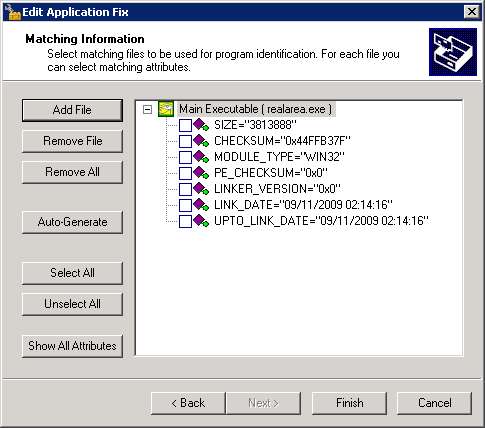 Edit Application Fix
Matching Information
Select matching files to be used for program identification. For each file you
can select matching attributes.
Add File
Remove File
Remove All
Auto-Generate
Select All
Unselect All
Show All Attributes
Main Executable ( realarea.exe )
SIZE="3813888"
CHECKSUM="0x44FFB37F"
MODULE_TYPE="WIN32"
PE_CHECKSUM="0x0"
LINKER_VERSION="0x0"
LINK_DATE="09/11/2009 02:14:16"
UPTO_LINK_DATE="09/11/2009 02:14:16"
< Back
Next >
Finish
Cancel